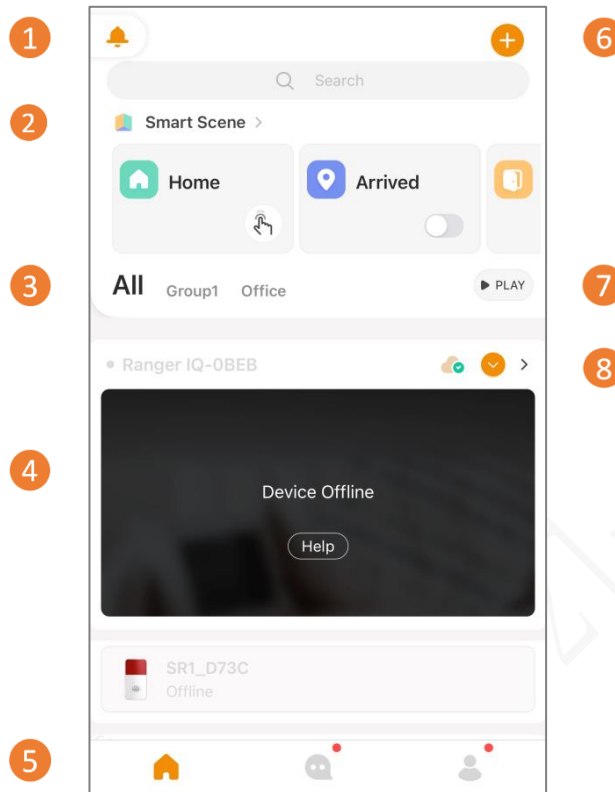 1
6
Search
2
Smart Scene >
Home
Arrived
3
All Group1 Office
PLAY
7
Ranger IQ-0BEB
8
4
Device Offline
Help
SR1_D73C
Offline
5